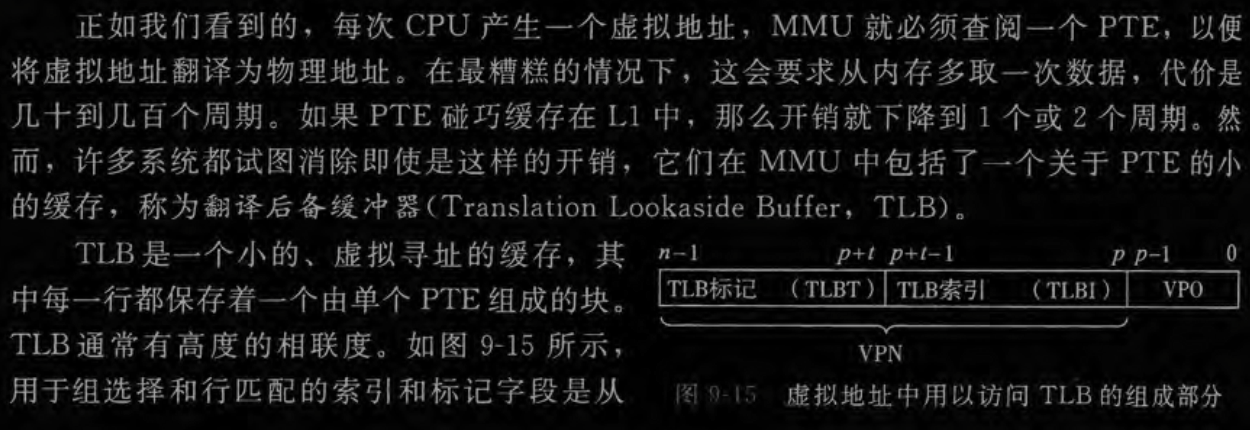 正如我们看到的，每次 CPU 产生一个虚拟地址，MMU 就必须查阅一个 PTE，以便
将虚拟地址翻译为物理地址。在最糟糕的情况下，这会要求从内存多取一次数据，代价是
几十到几百个周期。如果 PTE 碰巧缓存在 L1 中，那么开销就下降到 1 个或 2 个周期。然
而，许多系统都试图消除即使是这样的开销，它们在 MMU 中包括了一个关于 PTE 的小
的缓存，称为翻译后备缓冲器(Translation Lookaside Buffer，TLB)。
TLB 是一个小的、虚拟寻址的缓存，其
中每一行都保存着一个由单个 PTE 组成的块。
TLB 通常有高度的相联度。如图 9-15 所示，
用于组选择和行匹配的索引和标记字段是从
n-1 p+t p+t-1 p p-1 0
TLB标记 （TLBT） TLB索引 （TLBI） VPO
VPN
图 9-15 虚拟地址中用以访问 TLB 的组成部分